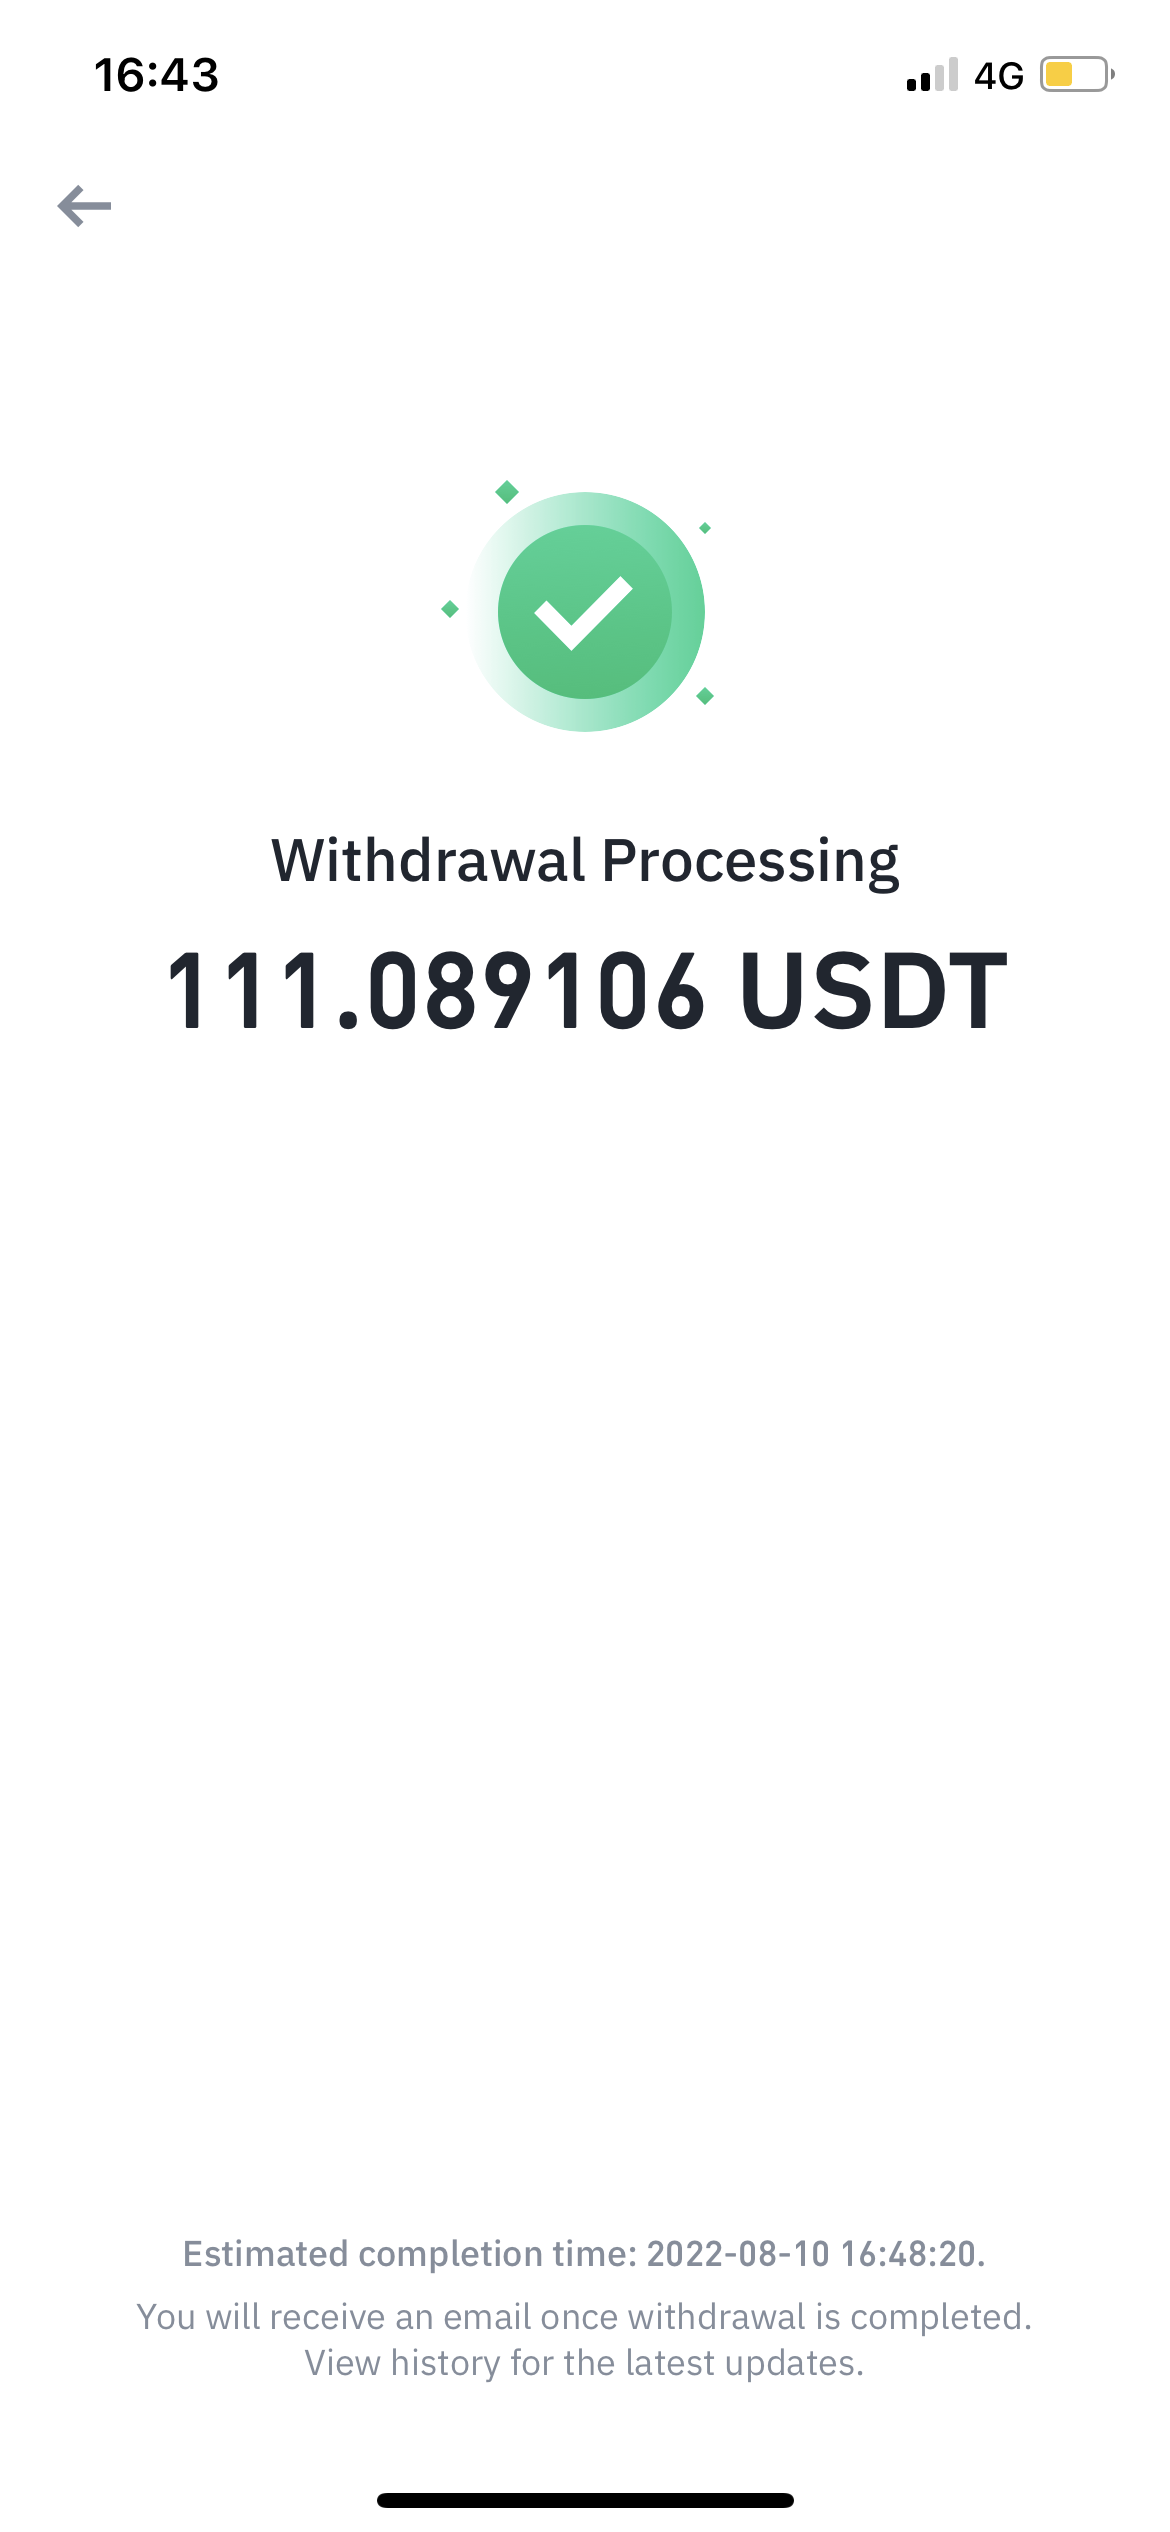 16:43
4G
Withdrawal Processing
111.089106 USDT
Estimated completion time: 2022-08-10 16:48:20.
You will receive an email once withdrawal is completed.
View history for the latest updates.